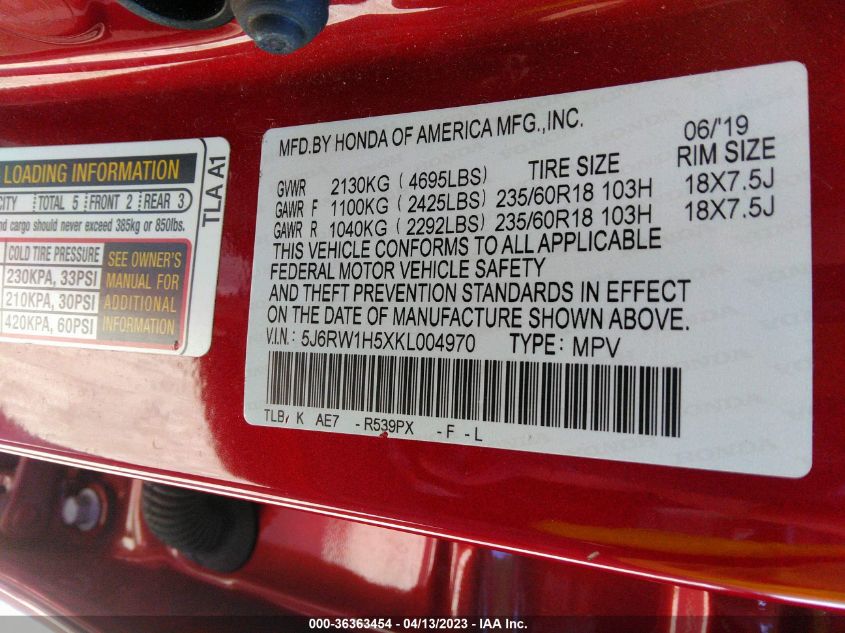 LOADING INFORMATION
CITY TOTAL 5 FRONT 2 REAR 3
and cargo should never exceed 385kg or 850lbs.
COLD TIRE PRESSURE
230KPA, 33PSI
210KPA, 30PSI
420KPA, 60PSI
SEE OWNER'S
MANUAL FOR
ADDITIONAL
INFORMATION
TLA A1
MFD.BY HONDA OF AMERICA MFG.,INC. 06/'19
TIRE SIZE RIM SIZE
GVWR 2130KG (4695LBS)
GAWR F 1100KG (2425LBS) 235/60R18 103H 18X7.5J
GAWR R 1040KG (2292LBS) 235/60R18 103H 18X7.5J
THIS VEHICLE CONFORMS TO ALL APPLICABLE
FEDERAL MOTOR VEHICLE SAFETY
AND THEFT PREVENTION STANDARDS IN EFFECT
ON THE DATE OF MANUFACTURE SHOWN ABOVE.
V.I.N.: 5J6RW1H5XKL004970 TYPE: MPV
TLB, K AE7 -R539PX -F-L
000-36363454 - 04/13/2023 - IAA Inc.